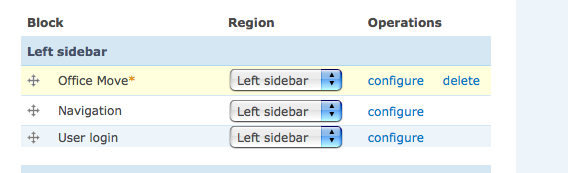 Block Region Operations
Left sidebar
Office Move* Left sidebar configure delete
Navigation Left sidebar configure
User login Left sidebar configure